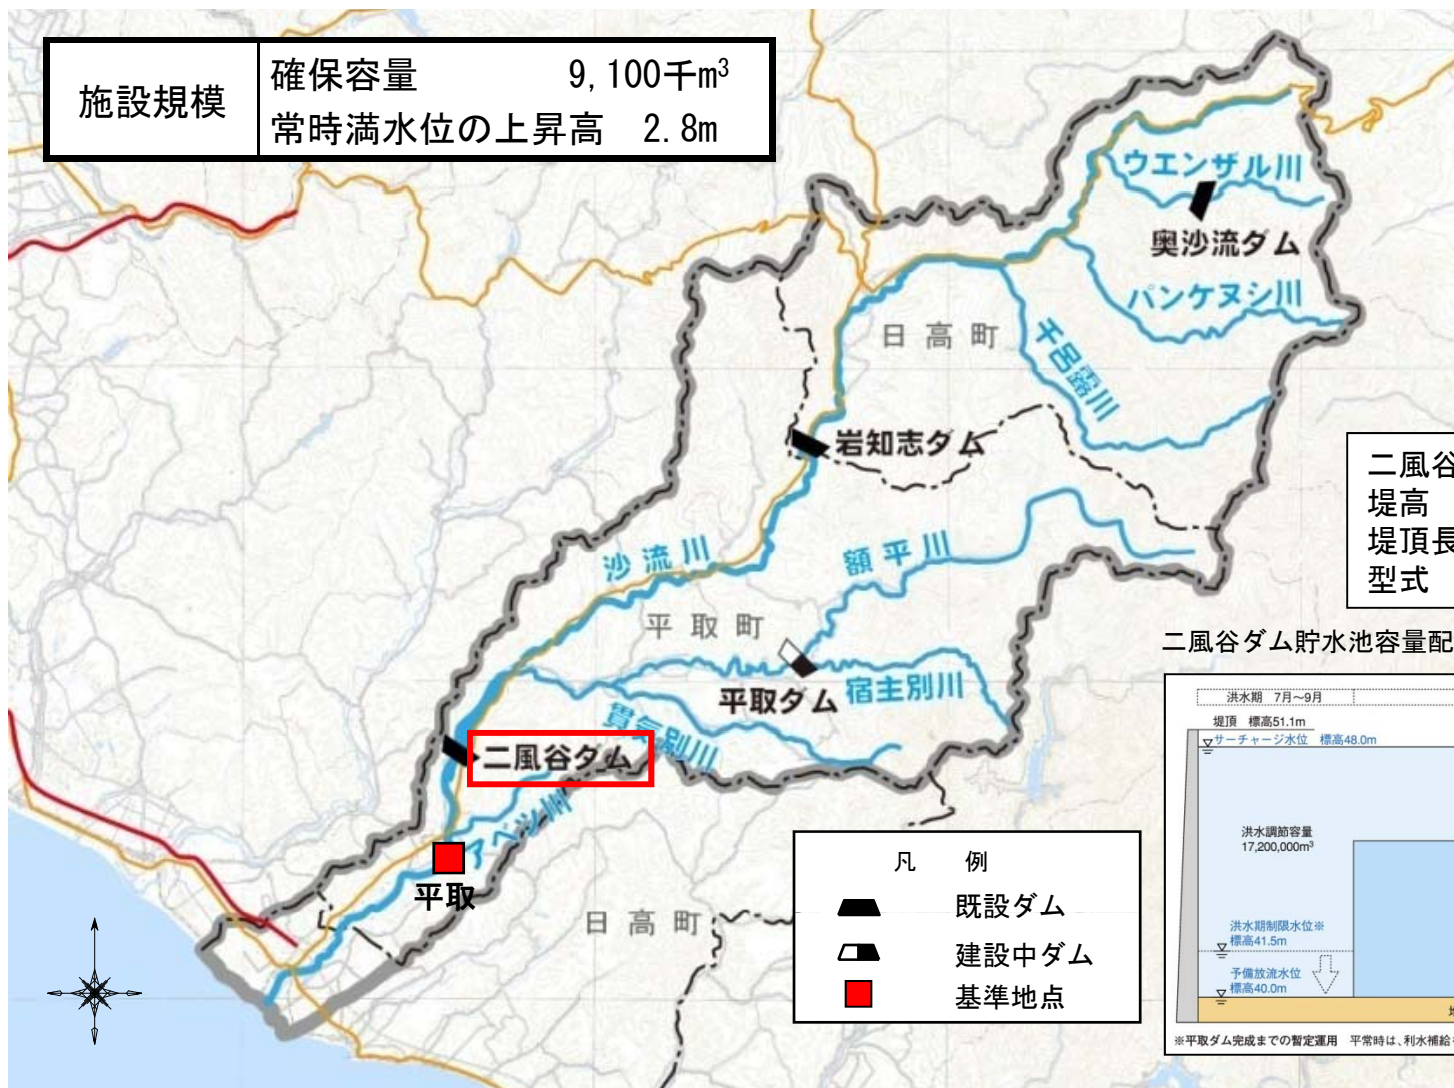 施設規模
確保容量 9,100千m³
常時満水位の上昇高 2.8m
ウエンザル川
奥沙流ダム
パンケヌシ川
日高町
千呂露川
岩知志ダム
沙流川
額平川
平取町
平取ダム
宿主別川
貫気別川
二風谷ダム
アベツ川
平取
日高町
凡 例
既設ダム
建設中ダム
基準地点
二風谷
堤高
堤頂長
型式
二風谷ダム貯水池容量配
洪水期 7月～9月
堤頂 標高51.1m
サーチャージ水位 標高48.0m
洪水調節容量
17,200,000m³
洪水期制限水位※
標高41.5m
予備放流水位
標高40.0m
※平取ダム完成までの暫定運用 平常時は、利水補給